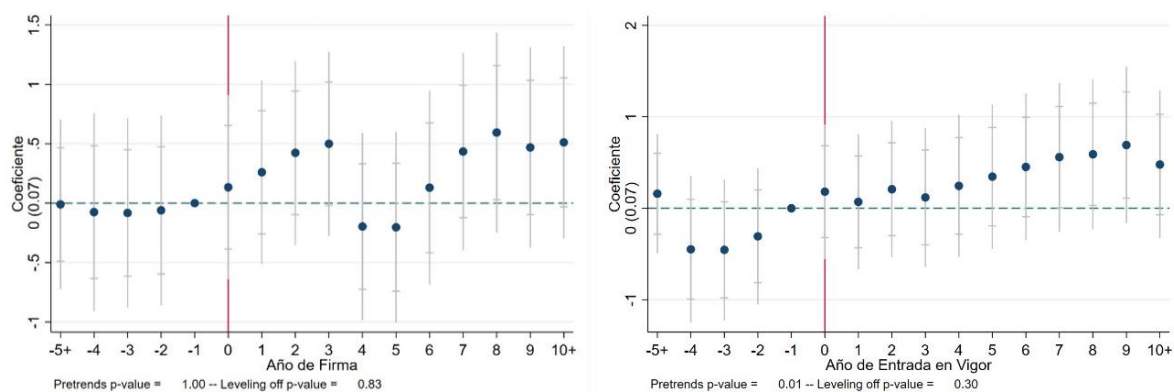 1.5
1
.5
0 (0.07)
-.5
-1
Coeficiente
-5+ -4 -3 -2 -1 0 1 2 3 4 5 6 7 8 9 10+
Año de Firma
Pretrends p-value = 1.00 -- Leveling off p-value = 0.83
2
1
0 (0.07)
-1
Coeficiente
-5+ -4 -3 -2 -1 0 1 2 3 4 5 6 7 8 9 10+
Año de Entrada en Vigor
Pretrends p-value = 0.01 -- Leveling off p-value = 0.30